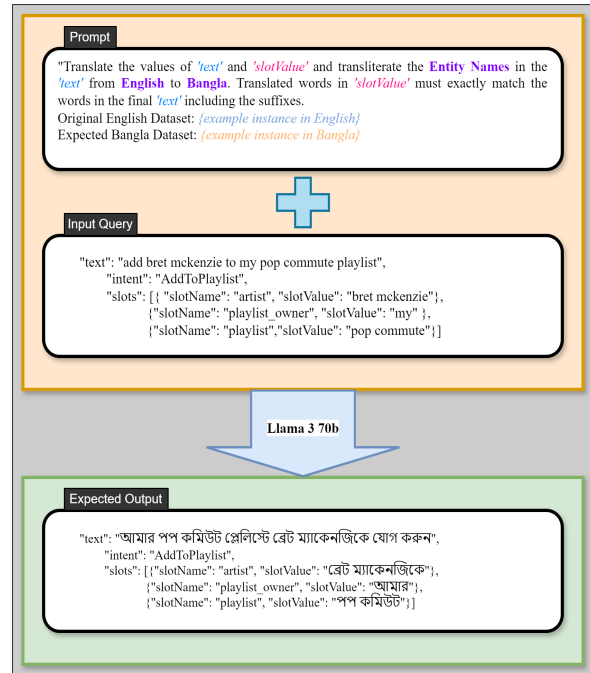 Prompt
"Translate the values of 'text' and 'slotValue' and transliterate the Entity Names in the
'text' from English to Bangla. Translated words in 'slotValue' must exactly match the
words in the final 'text' including the suffixes.
Original English Dataset: {example instance in English}
Expected Bangla Dataset: {example instance in Bangla}
Input Query
"text": "add bret mckenzie to my pop commute playlist",
"intent": "AddToPlaylist",
"slots": [{ "slotName": "artist", "slotValue": "bret mckenzie"},
{"slotName": "playlist_owner", "slotValue": "my" },
{"slotName": "playlist","slotValue": "pop commute"}]
Llama 3 70b
Expected Output
"text": "আমার পপ কমিউট প্লেলিস্টে ব্রেট ম্যাকেনজিকে যোগ করুন",
"intent": "AddToPlaylist",
"slots": [{"slotName": "artist", "slotValue": "ব্রেট ম্যাকেনজিকে"},
{"slotName": "playlist_owner", "slotValue": "আমার"},
{"slotName": "playlist", "slotValue": "পপ কমিউট"}]